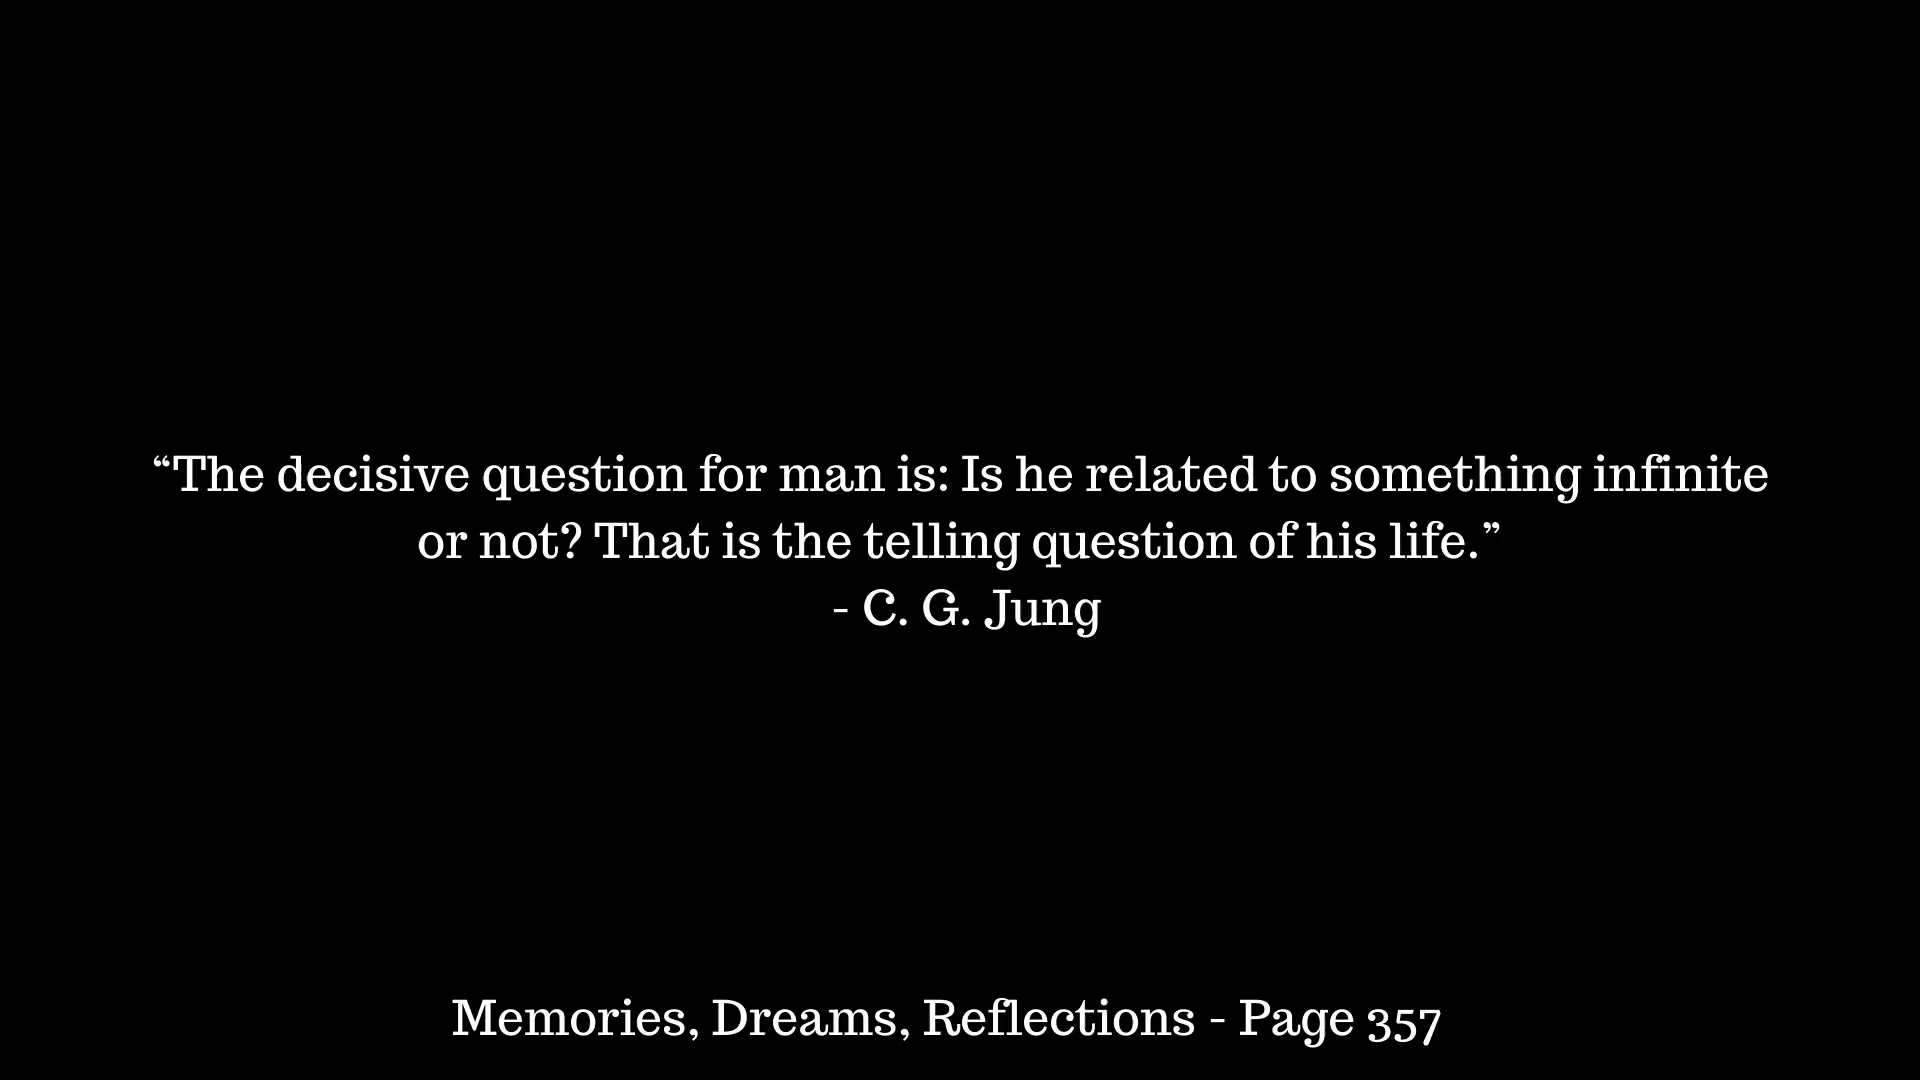 “The decisive question for man is: Is he related to something infinite
or not? That is the telling question of his life.”
- C. G. Jung
Memories, Dreams, Reflections - Page 357